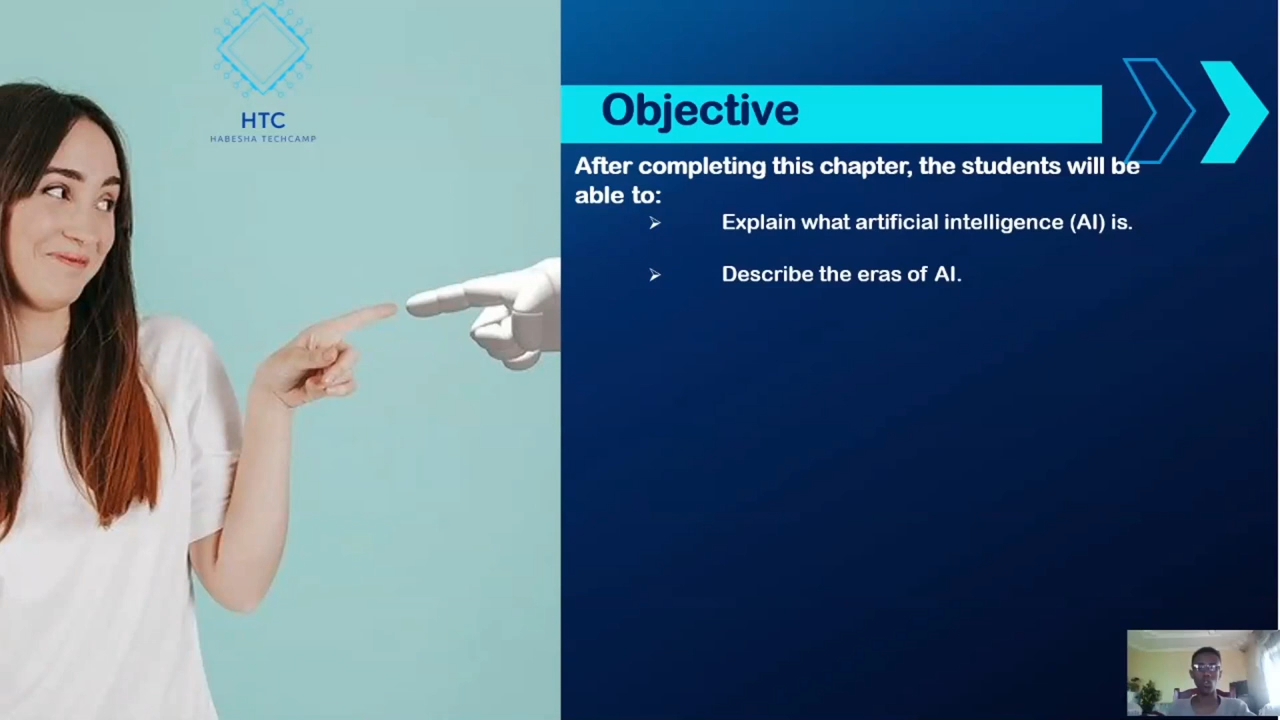 HTC
HABESHA TECHCAMP
Objective
After completing this chapter, the students will be
able to:
Explain what artificial intelligence (AI) is.
Describe the eras of AI.